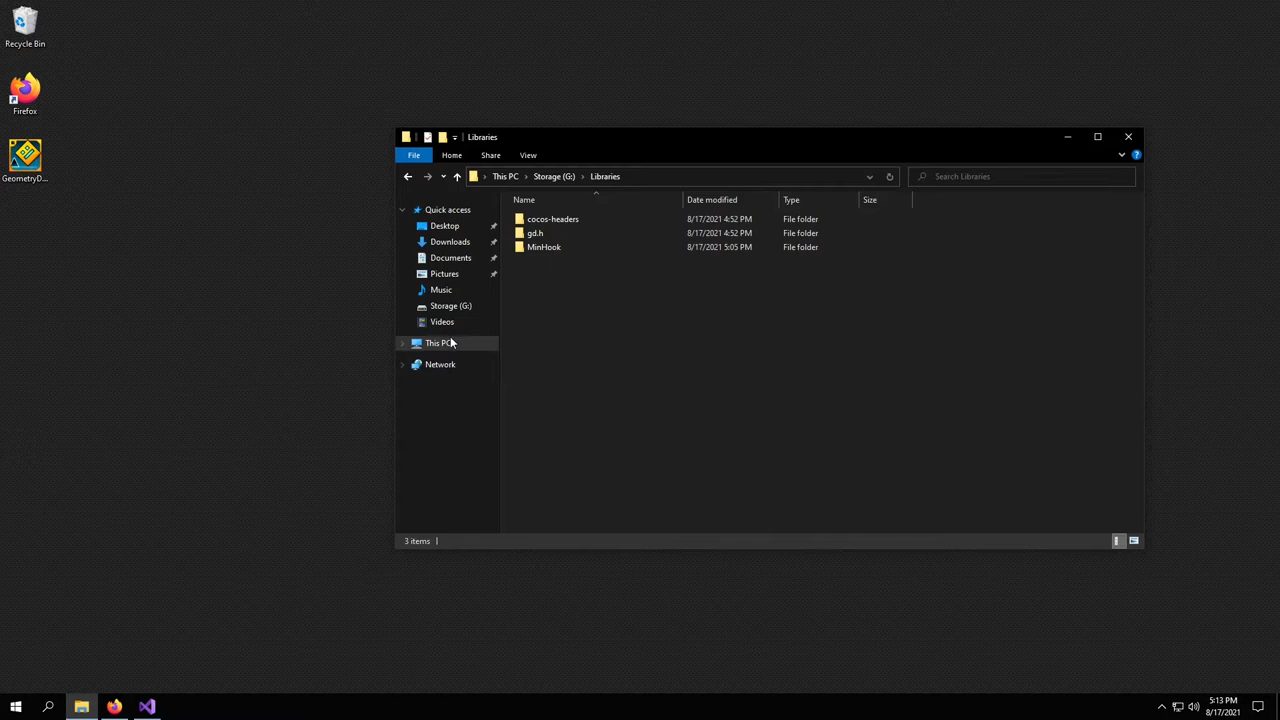 Recycle Bin
Firefox
GeometryD...
Libraries
File Home Share View
This PC Storage (G:) Libraries
Search Libraries
Name Date modified Type Size
Quick access
Desktop
Downloads
Documents
Pictures
Music
Storage (G:)
Videos
This PC
Network
cocos-headers 8/17/2021 4:52 PM File folder
gd.h 8/17/2021 4:52 PM File folder
MinHook 8/17/2021 5:05 PM File folder
3 items
5:13 PM
8/17/2021